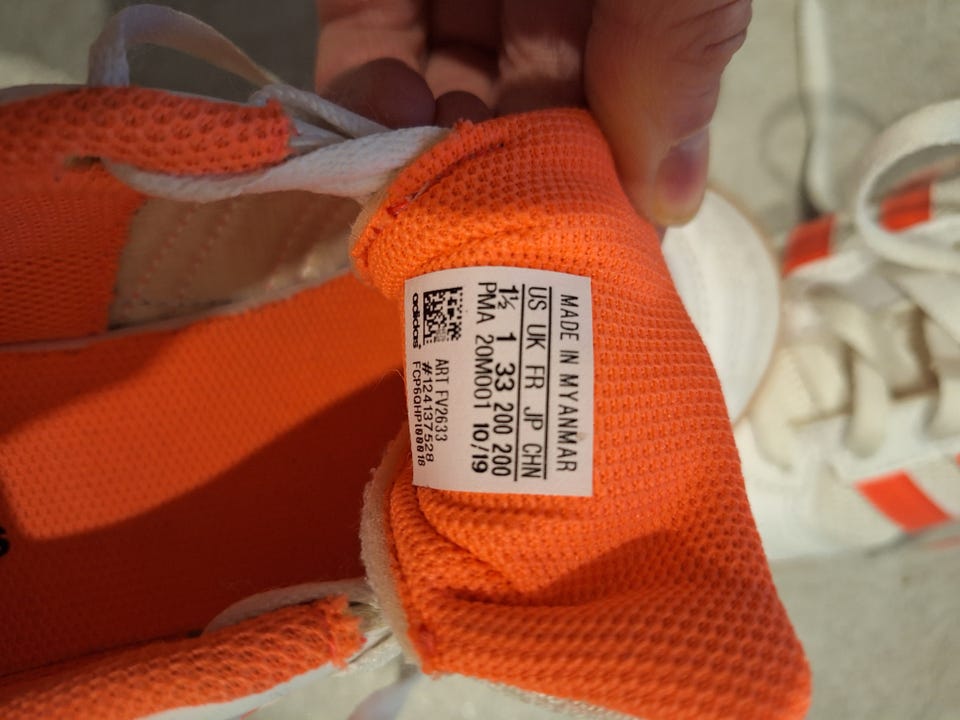 MADE IN MYANMAR
US UK FR JP CHN
1½ 1 33 200 200
PMA 20M001 10/19
adidas
ART FV2633
#124137528
FCP6QHP100018